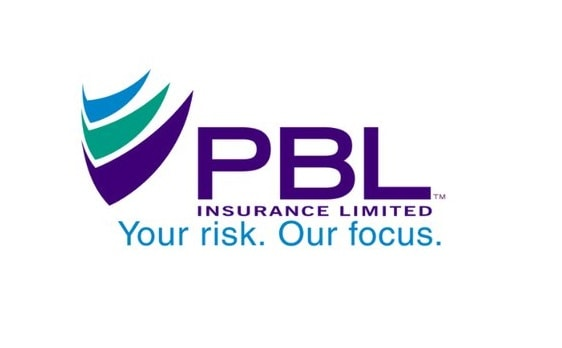 PBL™
INSURANCE LIMITED
Your risk. Our focus.